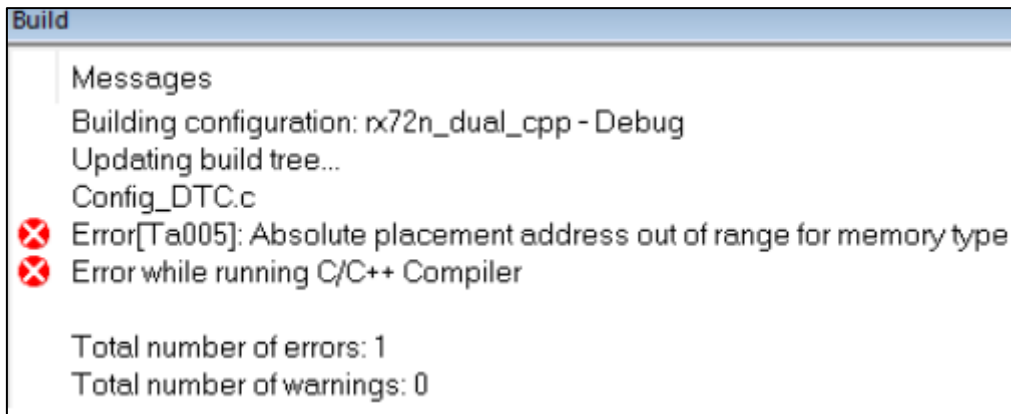 Build
Messages
Building configuration: rx72n_dual_cpp - Debug
Updating build tree...
Config_DTC.c
Error[Ta005]: Absolute placement address out of range for memory type
Error while running C/C++ Compiler
Total number of errors: 1
Total number of warnings: 0